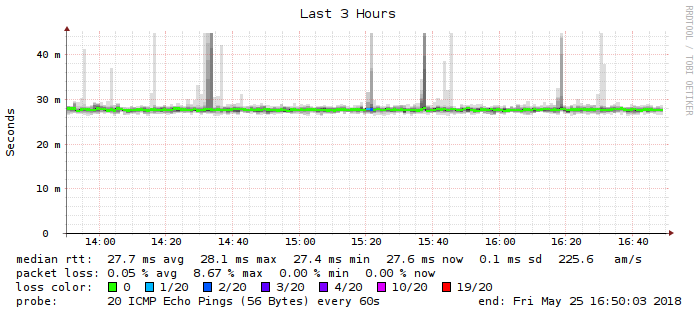 Last 3 Hours
RRDTOOL / TOBI OETIKER
Seconds
40 m
30 m
20 m
10 m
0
14:00 14:20 14:40 15:00 15:20 15:40 16:00 16:20 16:40
median rtt: 27.7 ms avg 28.1 ms max 27.4 ms min 27.6 ms now 0.1 ms sd 225.6 am/s
packet loss: 0.05 % avg 8.67 % max 0.00 % min 0.00 % now
loss color: 0 1/20 2/20 3/20 4/20 10/20 19/20
probe: 20 ICMP Echo Pings (56 Bytes) every 60s end: Fri May 25 16:50:03 2018